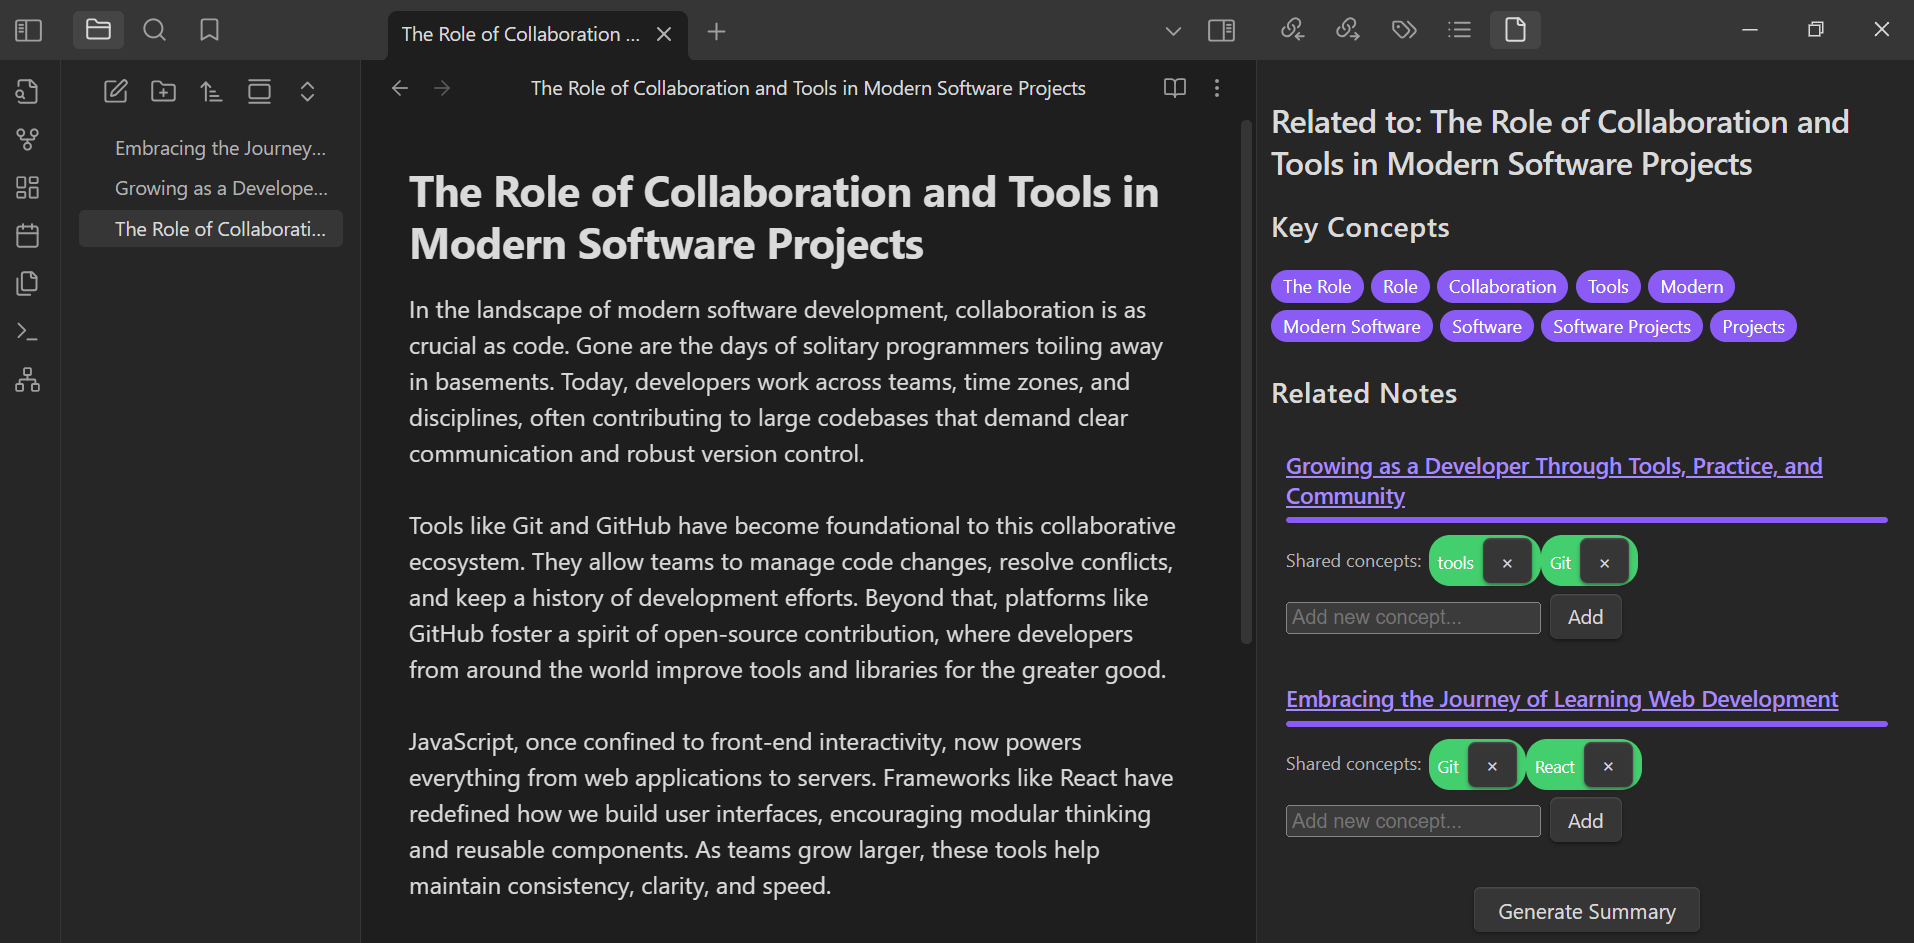 The Role of Collaboration ...
The Role of Collaboration and Tools in Modern Software Projects
Embracing the Journey...
Growing as a Develope...
The Role of Collaborati...
The Role of Collaboration and Tools in
Modern Software Projects
In the landscape of modern software development, collaboration is as
crucial as code. Gone are the days of solitary programmers toiling away
in basements. Today, developers work across teams, time zones, and
disciplines, often contributing to large codebases that demand clear
communication and robust version control.
Tools like Git and GitHub have become foundational to this collaborative
ecosystem. They allow teams to manage code changes, resolve conflicts,
and keep a history of development efforts. Beyond that, platforms like
GitHub foster a spirit of open-source contribution, where developers
from around the world improve tools and libraries for the greater good.
JavaScript, once confined to front-end interactivity, now powers
everything from web applications to servers. Frameworks like React have
redefined how we build user interfaces, encouraging modular thinking
and reusable components. As teams grow larger, these tools help
maintain consistency, clarity, and speed.
Related to: The Role of Collaboration and
Tools in Modern Software Projects
Key Concepts
The Role Role Collaboration Tools Modern
Modern Software Software Software Projects Projects
Related Notes
Growing as a Developer Through Tools, Practice, and
Community
Shared concepts: tools × Git ×
Add new concept... Add
Embracing the Journey of Learning Web Development
Shared concepts: Git × React ×
Add new concept... Add
Generate Summary